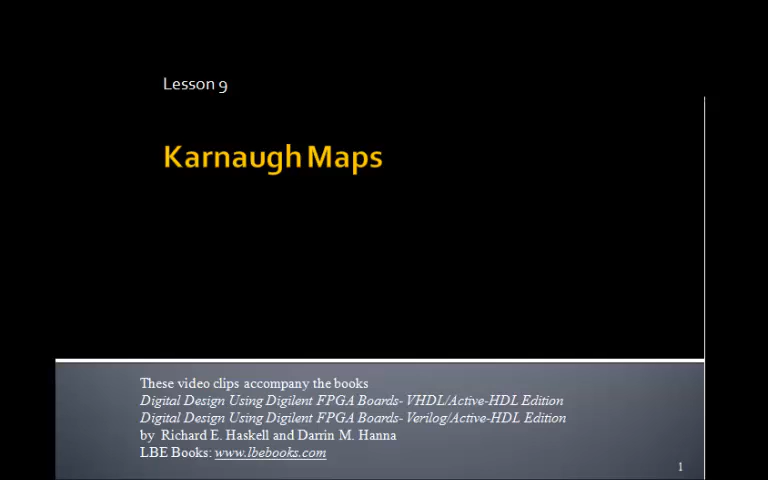 Lesson 9
Karnaugh Maps
These video clips accompany the books
Digital Design Using Digilent FPGA Boards- VHDL/Active-HDL Edition
Digital Design Using Digilent FPGA Boards- Verilog/Active-HDL Edition
by Richard E. Haskell and Darrin M. Hanna
LBE Books: www.lbebooks.com
1